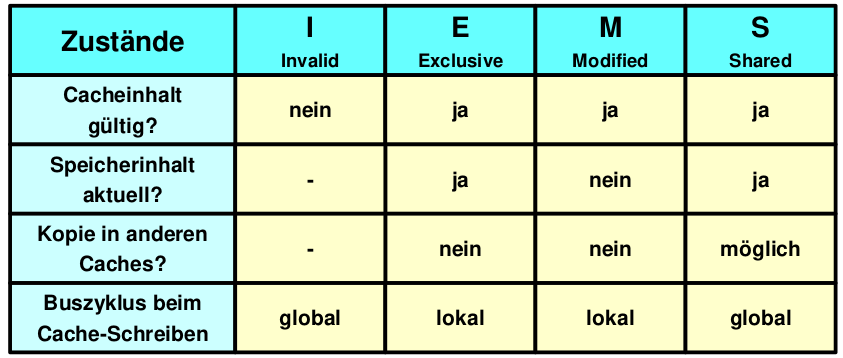 Zustände I E M S
Invalid Exclusive Modified Shared
Cacheinhalt
gültig? nein ja ja ja
Speicherinhalt
aktuell? - ja nein ja
Kopie in anderen
Caches? - nein nein möglich
Buszyklus beim
Cache-Schreiben global lokal lokal global